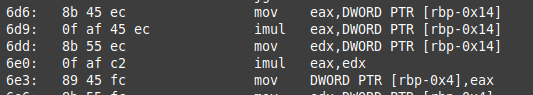 6d6: 8b 45 ec mov eax,DWORD PTR [rbp-0x14]
6d9: 0f af 45 ec imul eax,DWORD PTR [rbp-0x14]
6dd: 8b 55 ec mov edx,DWORD PTR [rbp-0x14]
6e0: 0f af c2 imul eax,edx
6e3: 89 45 fc mov DWORD PTR [rbp-0x4],eax